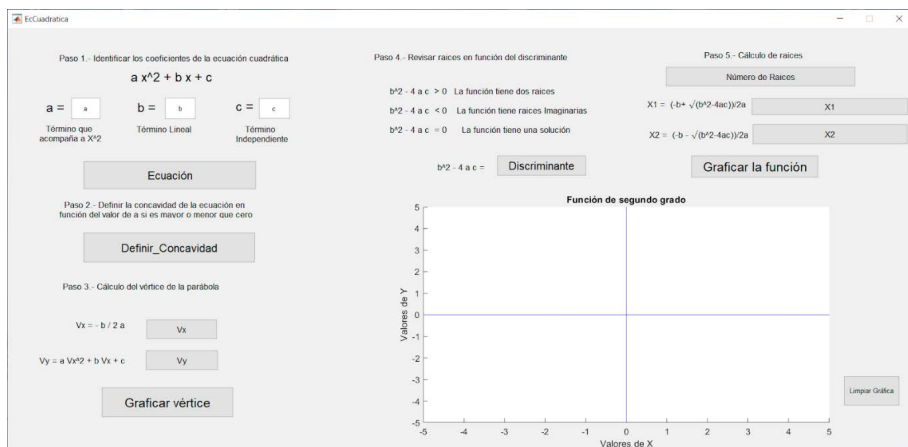 EcCuadratica
Paso 1.- Identificar los coeficientes de la ecuación cuadrática
a x^2 + b x + c
a = a
b = b
c = c
Término que
acompaña a X^2
Término Lineal
Término
Independiente
Ecuación
Paso 2.- Definir la concavidad de la ecuación en
función del valor de a si es mayor o menor que cero
Definir_Concavidad
Paso 3.- Cálculo del vértice de la parábola
Vx = - b / 2 a
Vx
Vy = a Vx^2 + b Vx + c
Vy
Graficar vértice
Paso 4.- Revisar raices en función del discriminante
b^2 - 4 a c > 0 La función tiene dos raices
b^2 - 4 a c < 0 La función tiene raices Imaginarias
b^2 - 4 a c = 0 La función tiene una solución
b^2 - 4 a c =
Discriminante
Paso 5.- Cálculo de raices
Número de Raices
X1 = (-b+ √(b^2-4ac))/2a
X1
X2 = (-b - √(b^2-4ac))/2a
X2
Graficar la función
Función de segundo grado
Valores de Y
5
4
3
2
1
0
-1
-2
-3
-4
-5
-5 -4 -3 -2 -1 0 1 2 3 4 5
Valores de X
Limpiar Gráfica